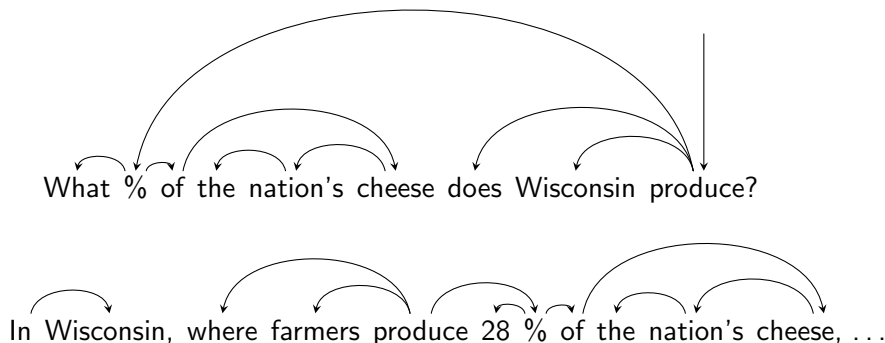 What % of the nation's cheese does Wisconsin produce?
In Wisconsin, where farmers produce 28 % of the nation's cheese, ...